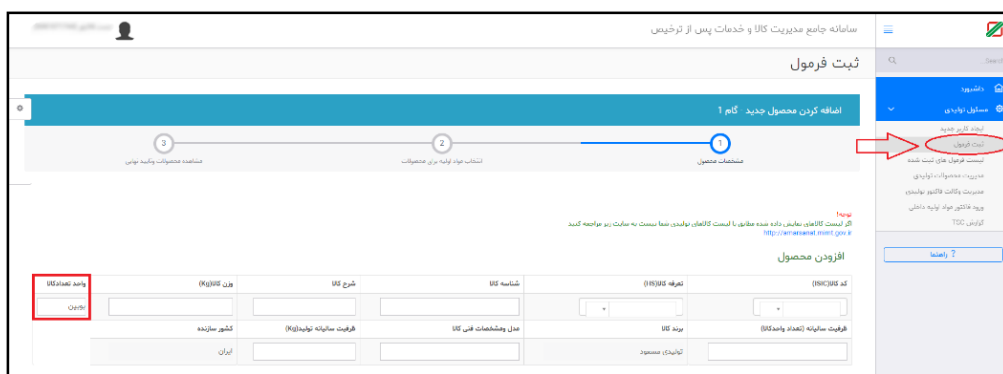 سامانه جامع مدیریت کالا و خدمات پس از ترخیص
ثبت فرمول
Search...
داشبورد
مسئول تولیدی
ایجاد کاربر جدید
ثبت فرمول
لیست فرمول های ثبت شده
مدیریت محصولات تولیدی
مدیریت وکالت فاکتور تولیدی
ورود فاکتور مواد اولیه داخلی
گزارش TSC
راهنما ?
اضافه کردن محصول جدید گام 1
1
2
3
مشخصات محصول
انتخاب مواد اولیه برای محصولات
مشاهده محصولات وتأیید نهایی
توجه!
اگر لیست کالاهای نمایش داده شده مطابق با لیست کالاهای تولیدی شما نیست به سایت زیر مراجعه کنید
http://amarsanat.mimt.gov.ir
افزودن محصول
کد کالا(ISIC)
تعرفه کالا(HS)
شناسه کالا
شرح کالا
وزن کالا(Kg)
واحد تعدادکالا
بوبین
ظرفیت سالیانه (تعداد واحدکالا)
برند کالا
مدل ومشخصات فنی کالا
ظرفیت سالیانه تولید(Kg)
کشور سازنده
تولیدی مسعود
ایران